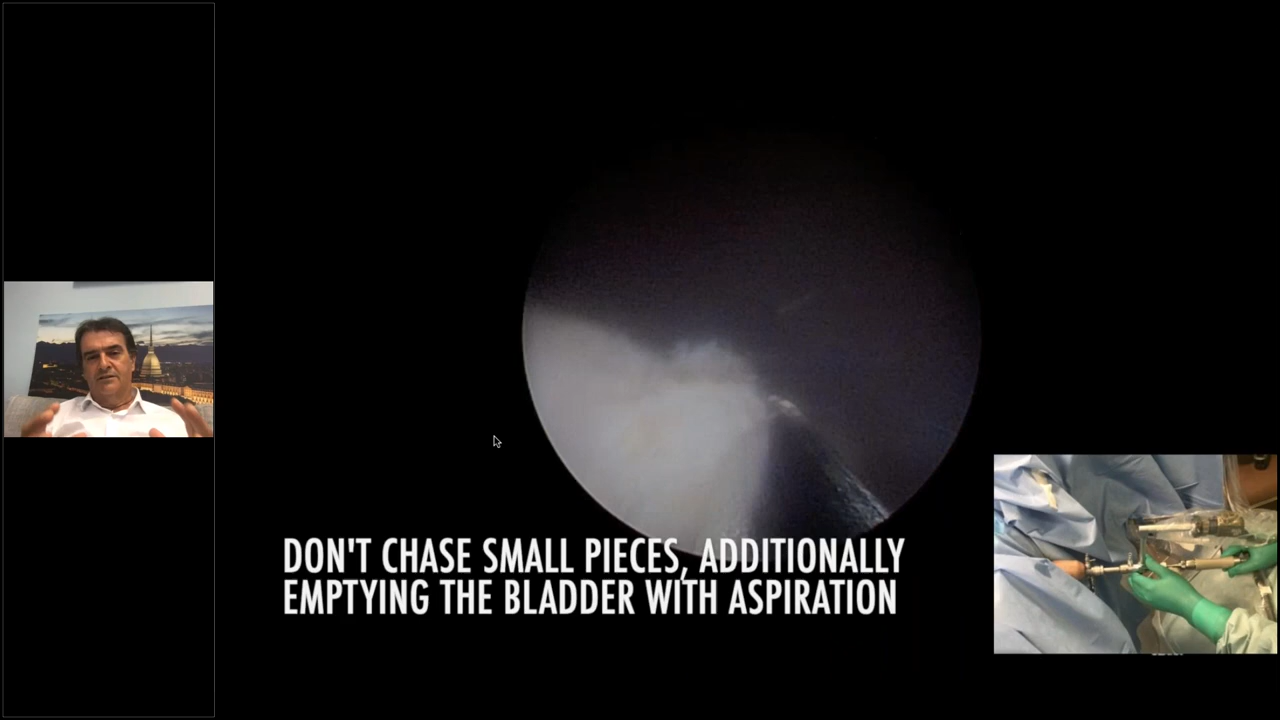 DON'T CHASE SMALL PIECES, ADDITIONALLY
EMPTYING THE BLADDER WITH ASPIRATION